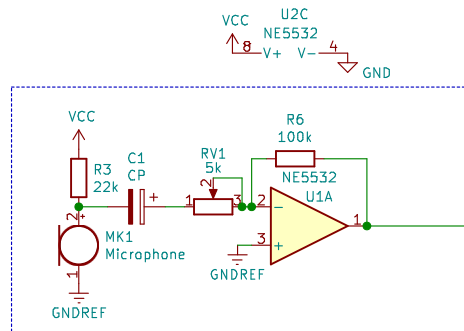 U2C
VCC NE5532
8 V+ V- 4
GND
VCC
R6
100k
C1
CP
RV1
5k
R3
22k
+
2
1
3
2
−
NE5532
U1A
1
2
+
MK1
Microphone
1
3
+
GNDREF
GNDREF